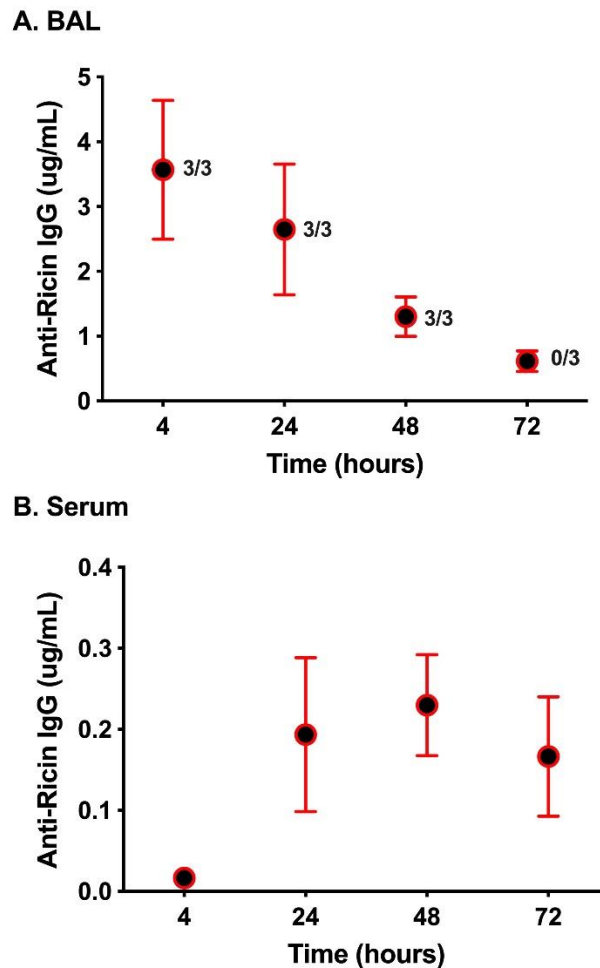 A. BAL
Anti-Ricin IgG (ug/mL)
5
4
3
2
1
0
3/3
3/3
3/3
0/3
4 24 48 72
Time (hours)
B. Serum
Anti-Ricin IgG (ug/mL)
0.4
0.3
0.2
0.1
0.0
4 24 48 72
Time (hours)